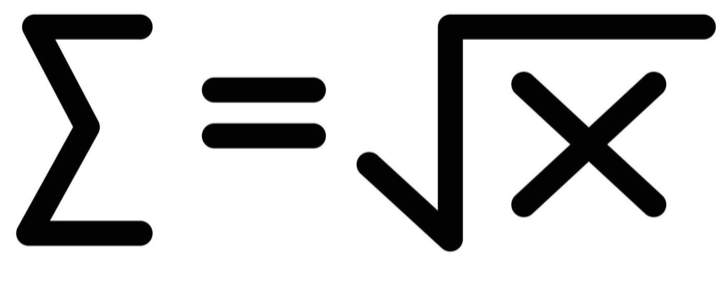 ∑ = √x